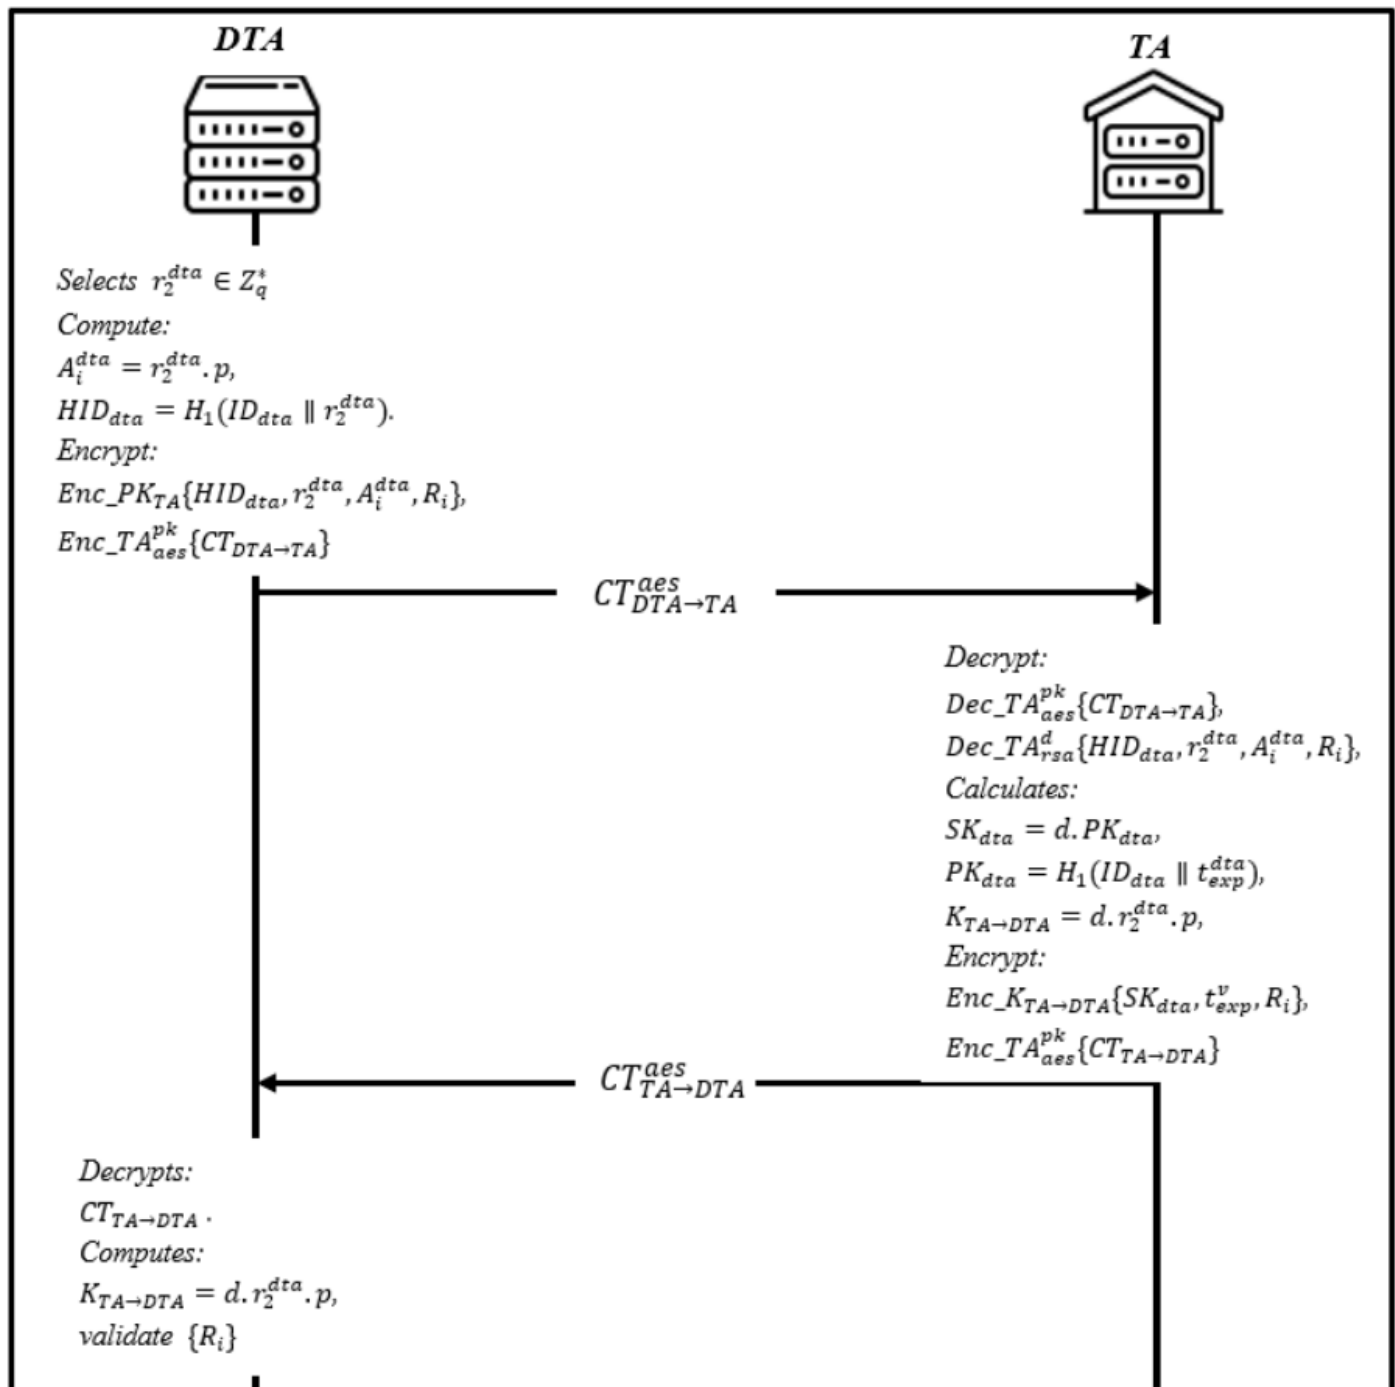 DTA
TA
Selects r₂ᵈᵗᵃ ∈ Z_q^*
Compute:
A_i^{dta} = r_2^{dta}.p,
HID_{dta} = H_1(ID_{dta} ∥ r_2^{dta}).
Encrypt:
Enc_PK_{TA}{HID_{dta}, r_2^{dta}, A_i^{dta}, R_i},
Enc_TA_{aes}^{pk}{CT_{DTA→TA}}
CT_{DTA→TA}^{aes}
Decrypt:
Dec_TA_{aes}^{pk}{CT_{DTA→TA}},
Dec_TA_{rsa}^{d}{HID_{dta}, r_2^{dta}, A_i^{dta}, R_i},
Calculates:
SK_{dta} = d.PK_{dta},
PK_{dta} = H_1(ID_{dta} ∥ t_{exp}^{dta}),
K_{TA→DTA} = d.r_2^{dta}.p,
Encrypt:
Enc_K_{TA→DTA}{SK_{dta}, t_{exp}^{v}, R_i},
Enc_TA_{aes}^{pk}{CT_{TA→DTA}}
CT_{TA→DTA}^{aes}
Decrypts:
CT_{TA→DTA} .
Computes:
K_{TA→DTA} = d.r_2^{dta}.p,
validate {R_i}